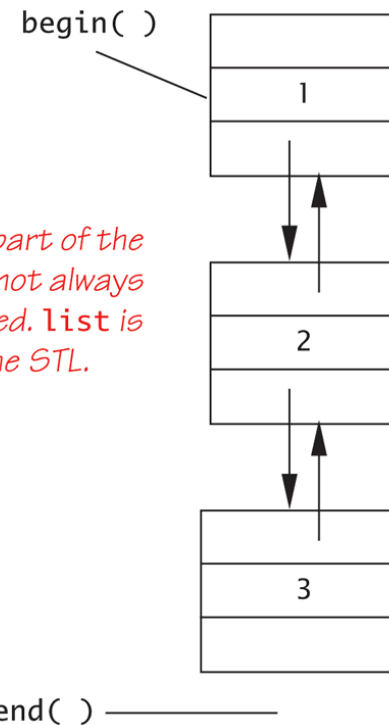 begin( )
1
part of the
not always
ed. list is
he STL.
2
3
end( )